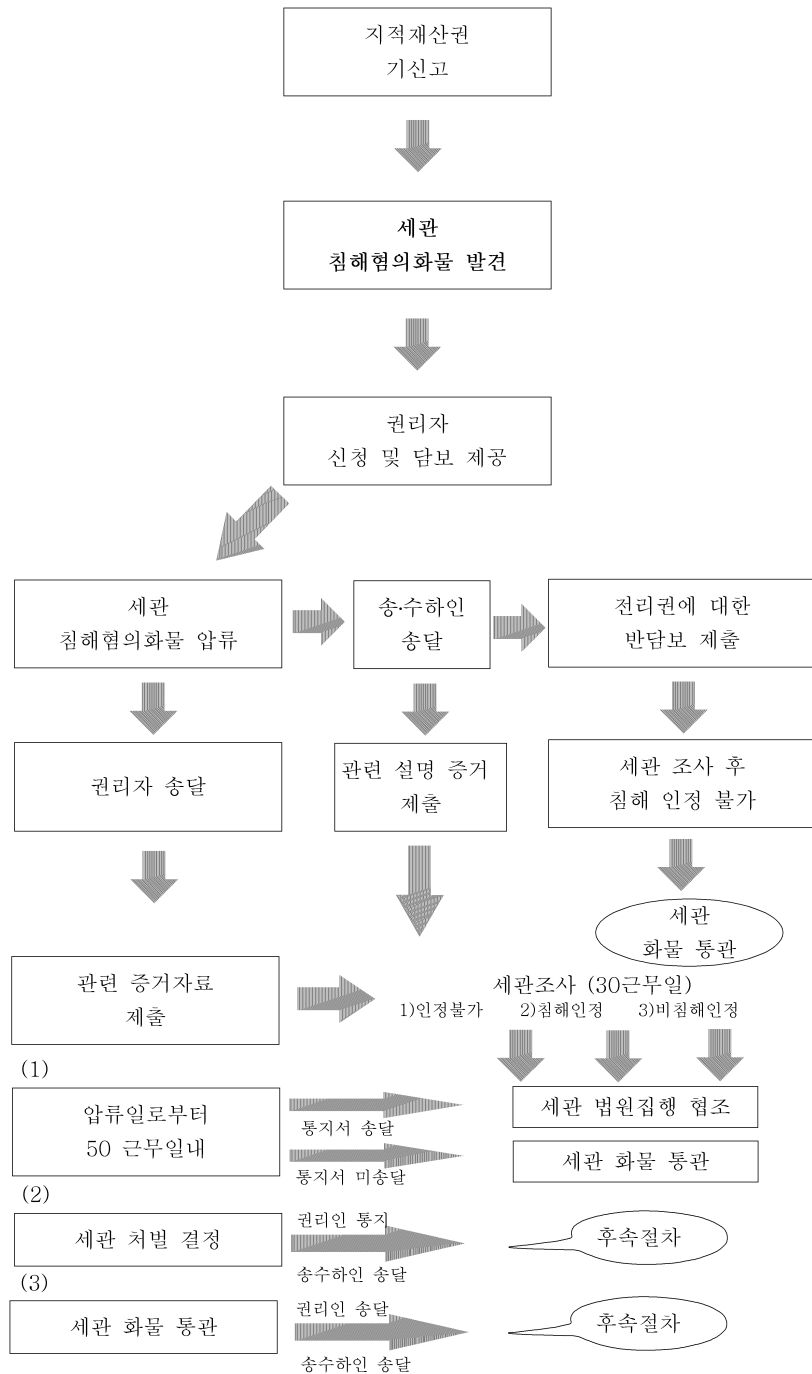 지적재산권
기신고
세관
침해혐의화물 발견
권리자
신청 및 담보 제공
세관
침해혐의화물 압류
송·수하인
송달
전리권에 대한
반담보 제출
권리자 송달
관련 설명 증거
제출
세관 조사 후
침해 인정 불가
세관
화물 통관
관련 증거자료
제출
세관조사 (30근무일)
1)인정불가 2)침해인정 3)비침해인정
(1)
압류일로부터
50 근무일내
통지서 송달
세관 법원집행 협조
통지서 미송달
세관 화물 통관
(2)
세관 처벌 결정
권리인 통지
송수하인 송달
후속절차
(3)
세관 화물 통관
권리인 송달
송수하인 송달
후속절차